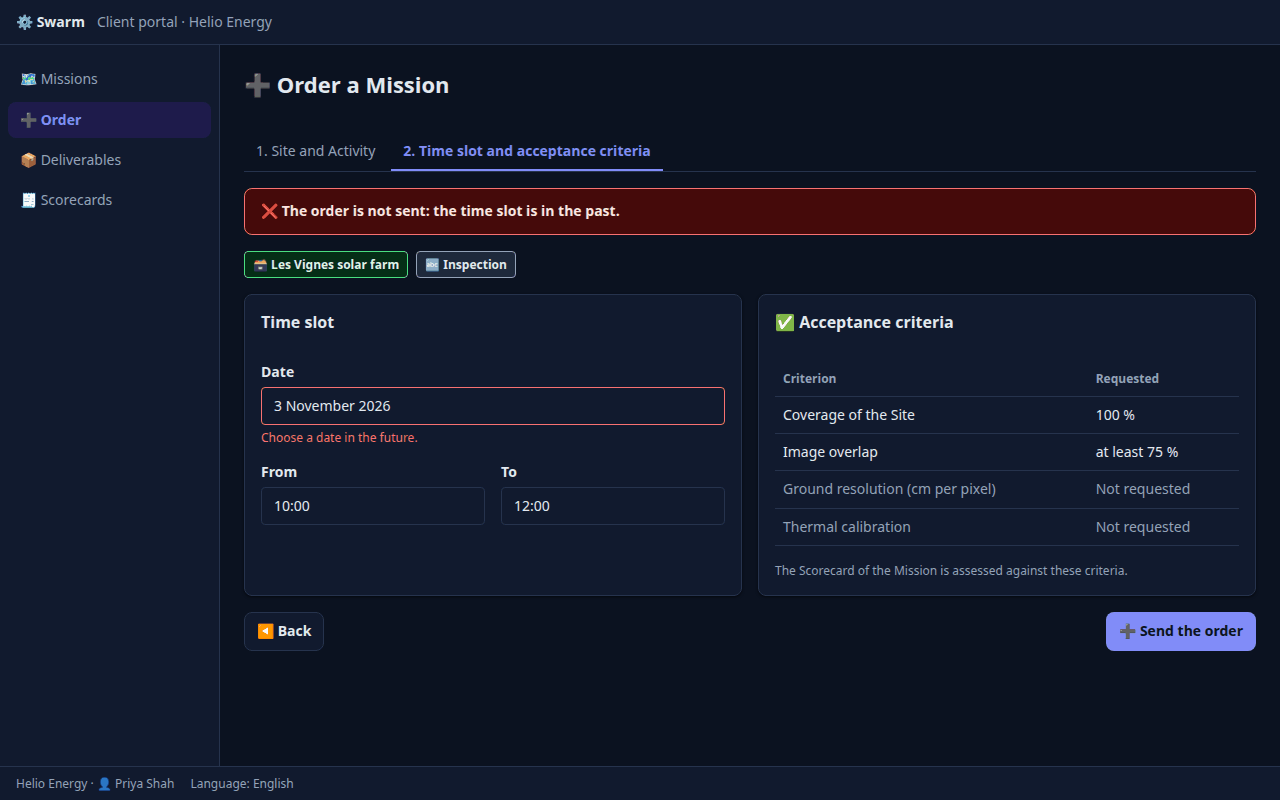 ⚙️ Swarm Client portal · Helio Energy
🗺️ Missions
➕ Order
📦 Deliverables
🧾 Scorecards
➕ Order a Mission
1. Site and Activity
2. Time slot and acceptance criteria
❌ The order is not sent: the time slot is in the past.
🗃️ Les Vignes solar farm
🔤 Inspection
Time slot
Date
3 November 2026
Choose a date in the future.
From To
10:00 12:00
✅ Acceptance criteria
Criterion Requested
Coverage of the Site 100 %
Image overlap at least 75 %
Ground resolution (cm per pixel) Not requested
Thermal calibration Not requested
The Scorecard of the Mission is assessed against these criteria.
◀️ Back
➕ Send the order
Helio Energy · 👤 Priya Shah Language: English